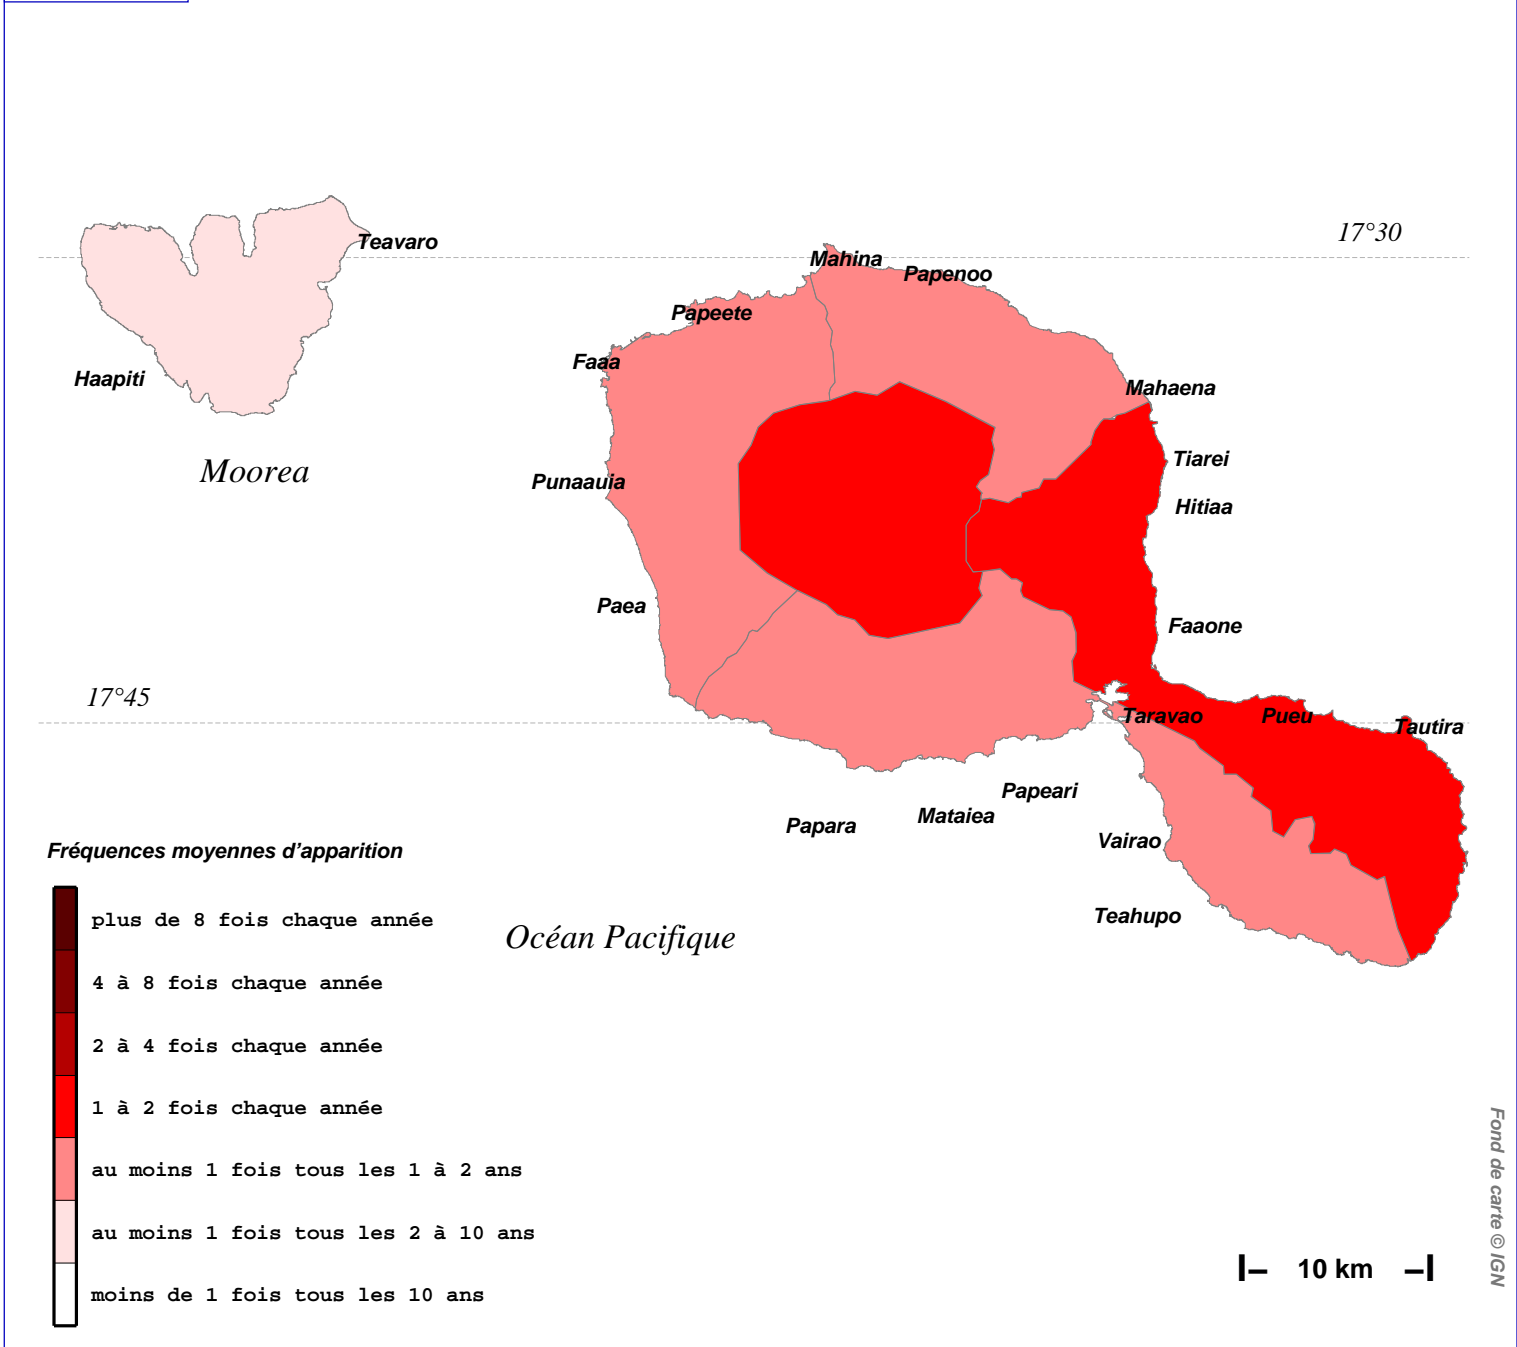 17°30
Teavaro
Mahina
Papenoo
Papeete
Faaa
Haapiti
Mahaena
Moorea
Tiarei
Punaauia
Hitiaa
Paea
Faaone
17°45
Taravao
Pueu
Tautira
Papeari
Mataiea
Papara
Vairao
Teahupo
Océan Pacifique
Fréquences moyennes d'apparition
plus de 8 fois chaque année
4 à 8 fois chaque année
2 à 4 fois chaque année
1 à 2 fois chaque année
au moins 1 fois tous les 1 à 2 ans
au moins 1 fois tous les 2 à 10 ans
moins de 1 fois tous les 10 ans
10 km
Fond de carte © IGN